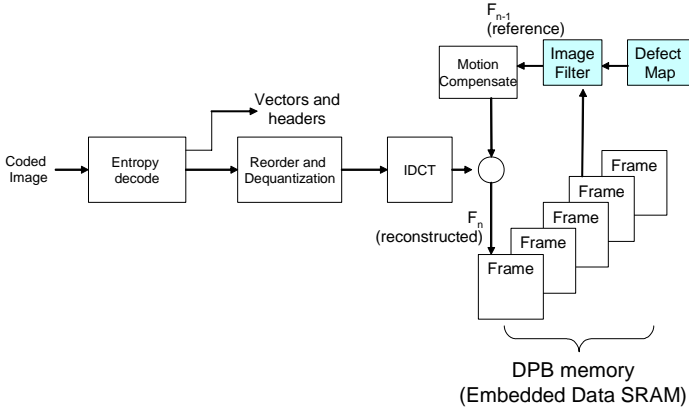 F n-1
(reference)
Image
Filter
Defect
Map
Motion
Compensate
Vectors and
headers
Coded
Image
Entropy
decode
Reorder and
Dequantization
IDCT
F n
(reconstructed)
Frame
Frame
Frame
Frame
Frame
DPB memory
(Embedded Data SRAM)